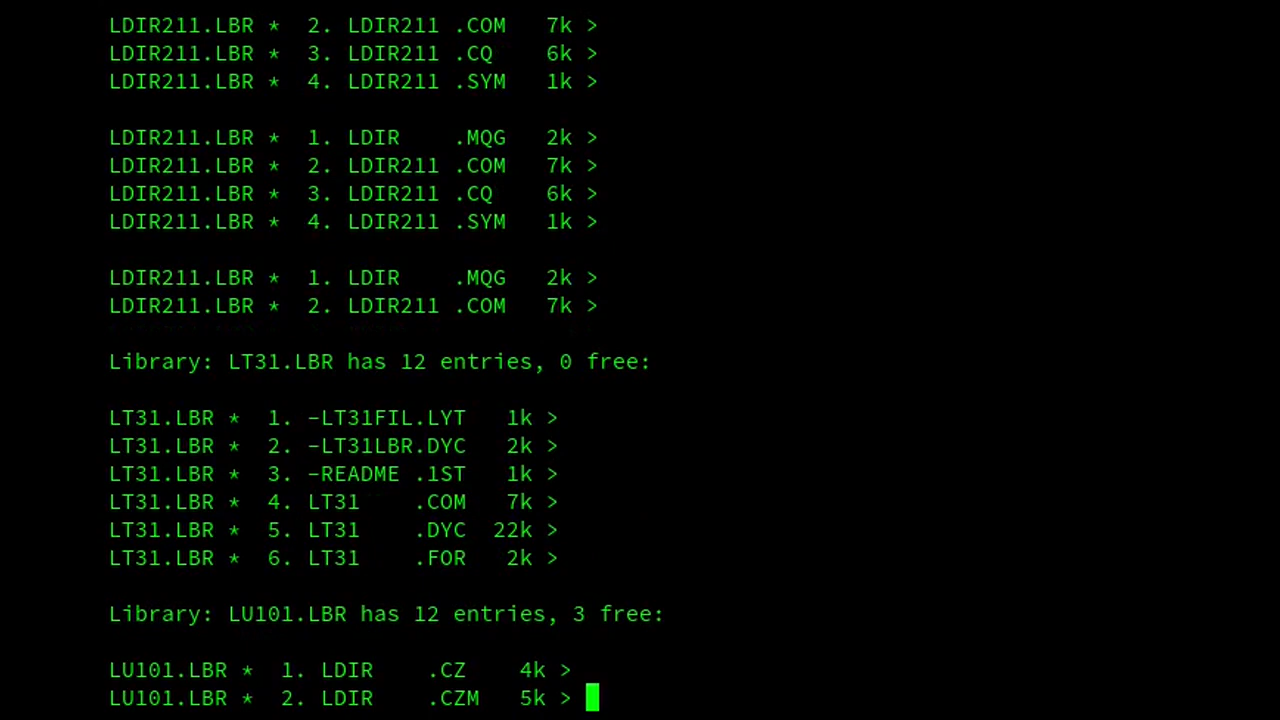 LDIR211.LBR *  2. LDIR211 .COM   7k >
LDIR211.LBR *  3. LDIR211 .CQ    6k >
LDIR211.LBR *  4. LDIR211 .SYM   1k >
LDIR211.LBR *  1. LDIR    .MQG   2k >
LDIR211.LBR *  2. LDIR211 .COM   7k >
LDIR211.LBR *  3. LDIR211 .CQ    6k >
LDIR211.LBR *  4. LDIR211 .SYM   1k >
LDIR211.LBR *  1. LDIR    .MQG   2k >
LDIR211.LBR *  2. LDIR211 .COM   7k >
Library: LT31.LBR has 12 entries, 0 free:
LT31.LBR *  1. -LT31FIL.LYT   1k >
LT31.LBR *  2. -LT31LBR.DYC   2k >
LT31.LBR *  3. -README .1ST   1k >
LT31.LBR *  4. LT31    .COM   7k >
LT31.LBR *  5. LT31    .DYC  22k >
LT31.LBR *  6. LT31    .FOR   2k >
Library: LU101.LBR has 12 entries, 3 free:
LU101.LBR *  1. LDIR    .CZ    4k >
LU101.LBR *  2. LDIR    .CZM   5k >